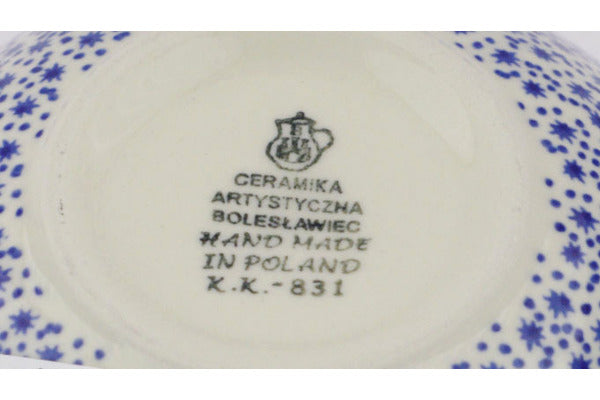 CERAMIKA
ARTYSTYCZNA
BOLESŁAWIEC
HAND MADE
IN POLAND
K.K.-831